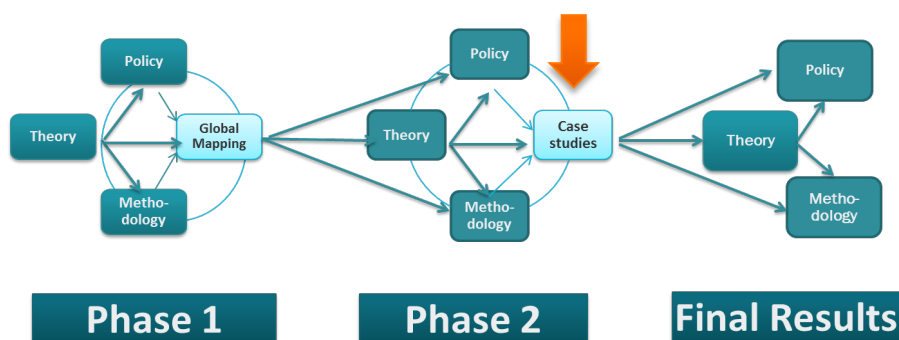 Policy
Theory
Global
Mapping
Metho-
dology
Policy
Theory
Case
studies
Metho-
dology
Policy
Theory
Metho-
dology
Phase 1
Phase 2
Final Results